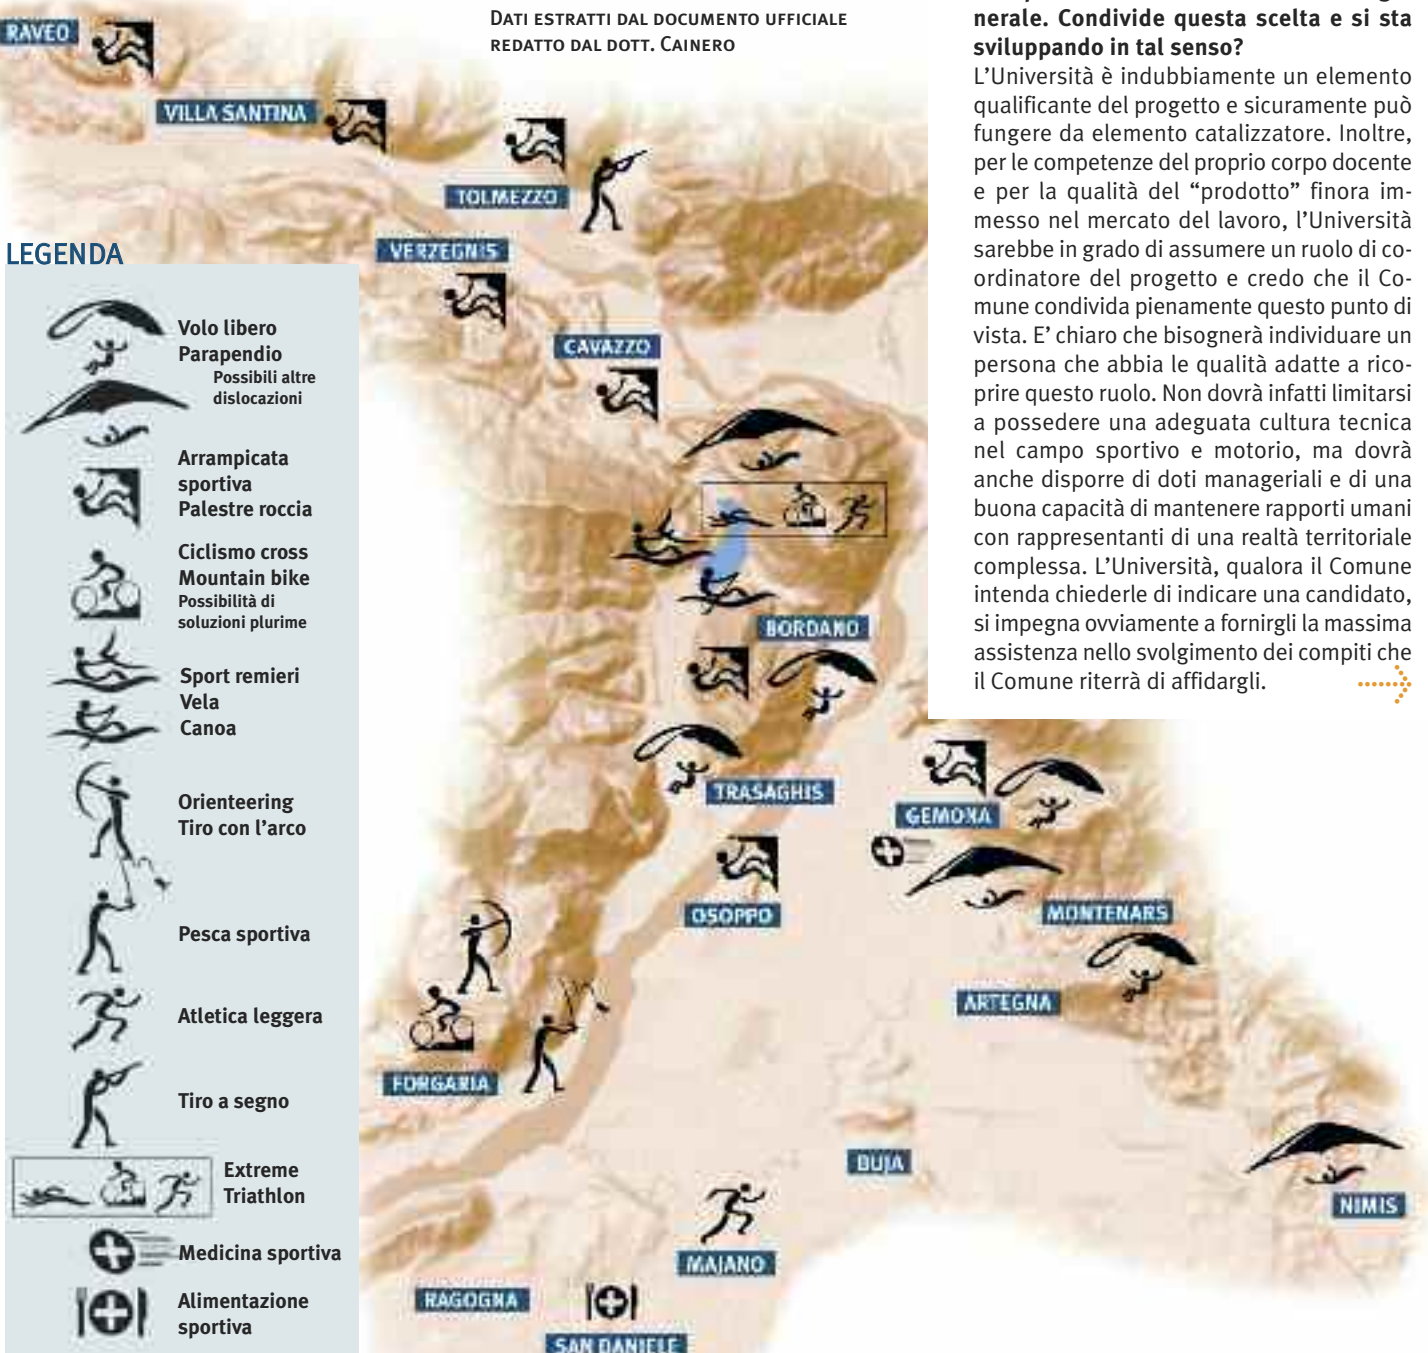 DATI ESTRATTI DAL DOCUMENTO UFFICIALE
REDATTO DAL DOTT. CAINERO
RAVEO
VILLA SANTINA
TOLMEZZO
VERZEGNIS
CAVAZZO
BORDANO
TRASAGHIS
GEMONA
OSOPPO
MONTENARS
ARTEGNA
FORGARIA
BUJA
NIMIS
MAJANO
RAGOGNA
SAN DANIELE
LEGENDA
Volo libero
Parapendio
Possibili altre
dislocazioni
Arrampicata
sportiva
Palestre roccia
Ciclismo cross
Mountain bike
Possibilità di
soluzioni plurime
Sport remieri
Vela
Canoa
Orienteering
Tiro con l’arco
Pesca sportiva
Atletica leggera
Tiro a segno
Extreme
Triathlon
Medicina sportiva
Alimentazione
sportiva
nerale. Condivide questa scelta e si sta
sviluppando in tal senso?
L’Università è indubbiamente un elemento
qualificante del progetto e sicuramente può
fungere da elemento catalizzatore. Inoltre,
per le competenze del proprio corpo docente
e per la qualità del “prodotto” finora im-
messo nel mercato del lavoro, l’Università
sarebbe in grado di assumere un ruolo di co-
ordinatore del progetto e credo che il Co-
mune condivida pienamente questo punto di
vista. E’ chiaro che bisognerà individuare un
persona che abbia le qualità adatte a rico-
prire questo ruolo. Non dovrà infatti limitarsi
a possedere una adeguata cultura tecnica
nel campo sportivo e motorio, ma dovrà
anche disporre di doti manageriali e di una
buona capacità di mantenere rapporti umani
con rappresentanti di una realtà territoriale
complessa. L’Università, qualora il Comune
intenda chiederle di indicare una candidato,
si impegna ovviamente a fornirgli la massima
assistenza nello svolgimento dei compiti che
il Comune riterrà di affidargli.